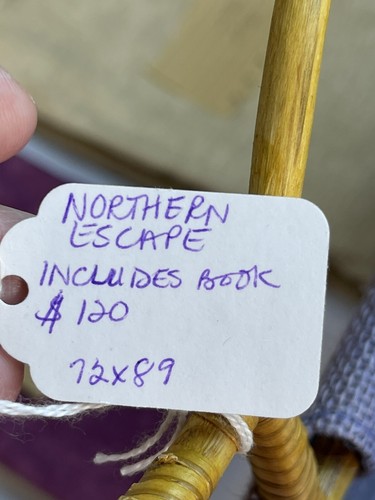 NORTHERN
ESCAPE
INCLUDES BOOK
$ 120
72x89